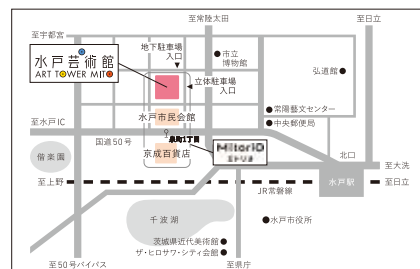 至常陸太田
至日立
至宇都宮
地下駐車場
入口
水戸芸術館
ART TOWER MITO
市立
博物館
弘道館
立体駐車場
入口
常陽藝文センター
中央郵便局
水戸市民会館
至水戸IC
国道50号
泉町1丁目
偕楽園
京成百貨店
MitoriO
ミトリオ
北口
至大洗
至上野
JR常磐線
水戸駅
至日立
千波湖
水戸市役所
茨城県近代美術館
ザ・ヒロサワ・シティ会館
至50号バイパス
至県庁